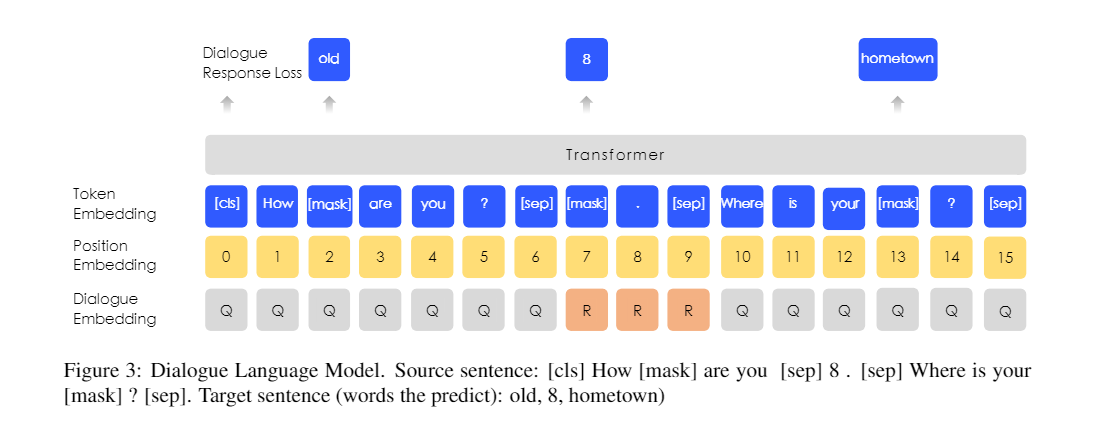 Dialogue
Response Loss
old
8
hometown
Transformer
Token
Embedding
[cls] How [mask] are you ? [sep] [mask] . [sep] Where is your [mask] ? [sep]
Position
Embedding
0 1 2 3 4 5 6 7 8 9 10 11 12 13 14 15
Dialogue
Embedding
Q Q Q Q Q Q Q R R R Q Q Q Q Q Q
Figure 3: Dialogue Language Model. Source sentence: [cls] How [mask] are you [sep] 8 . [sep] Where is your
[mask] ? [sep]. Target sentence (words the predict): old, 8, hometown)